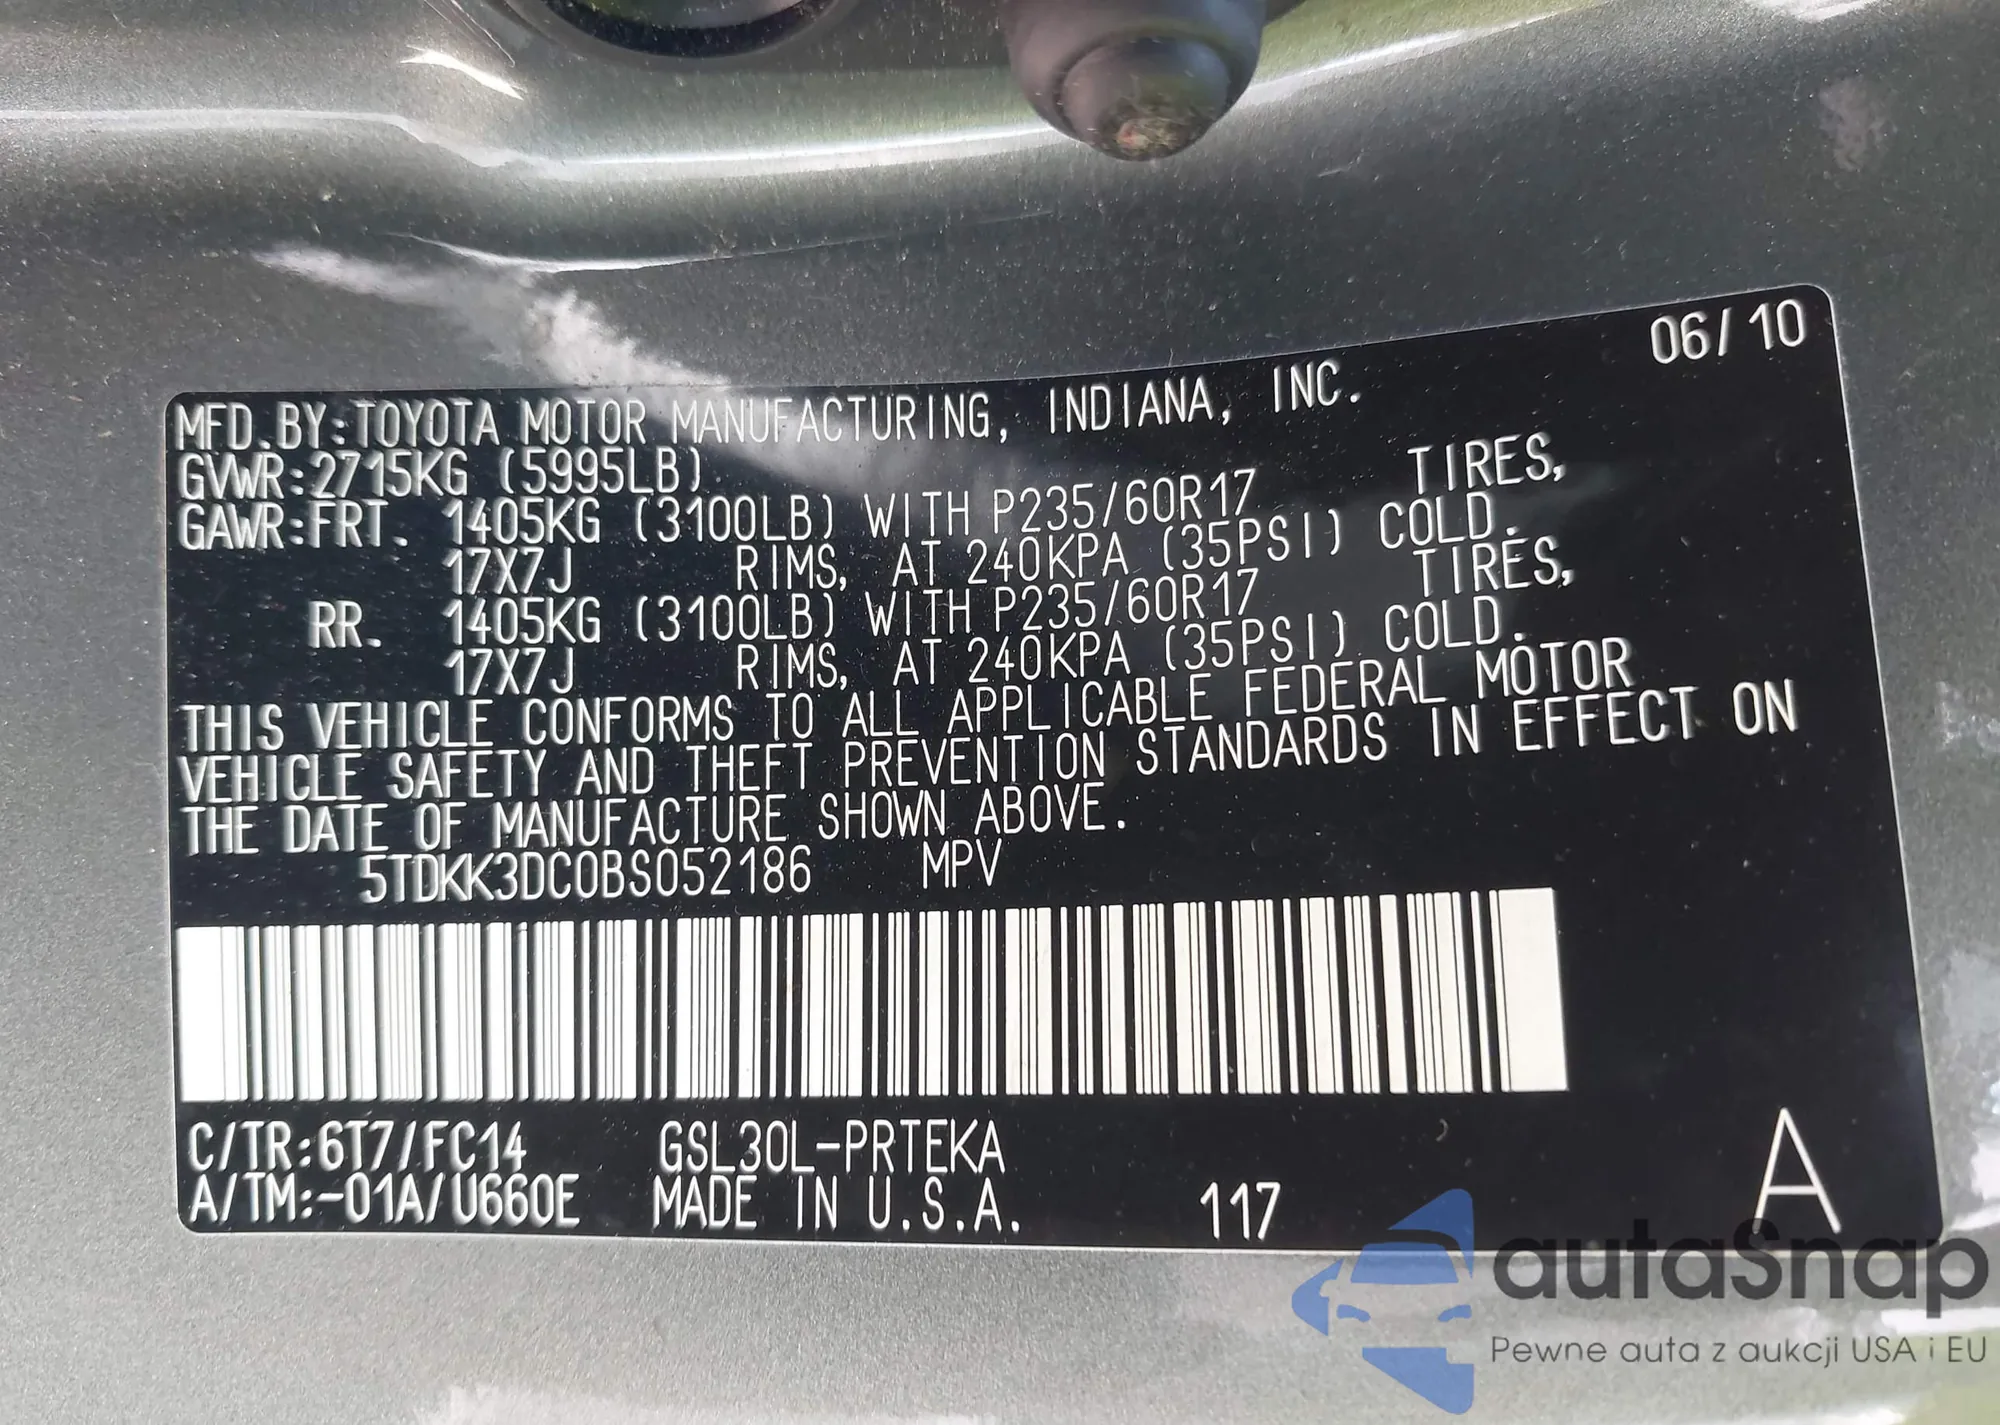 06/10
MFD.BY:TOYOTA MOTOR MANUFACTURING, INDIANA, INC.
GVWR:2715KG (5995LB)
GAWR:FRT. 1405KG (3100LB) WITH P235/60R17 TIRES,
17X7J RIMS, AT 240KPA (35PSI) COLD.
RR. 1405KG (3100LB) WITH P235/60R17 TIRES,
17X7J RIMS, AT 240KPA (35PSI) COLD.
THIS VEHICLE CONFORMS TO ALL APPLICABLE FEDERAL MOTOR
VEHICLE SAFETY AND THEFT PREVENTION STANDARDS IN EFFECT ON
THE DATE OF MANUFACTURE SHOWN ABOVE.
5TDKK3DC0BS052186 MPV
C/TR:6T7/FC14 GSL30L-PRTEKA
A/TM:-01A/U660E MADE IN U.S.A. 117 A
autaSnap
Pewne auta z aukcji USA i EU